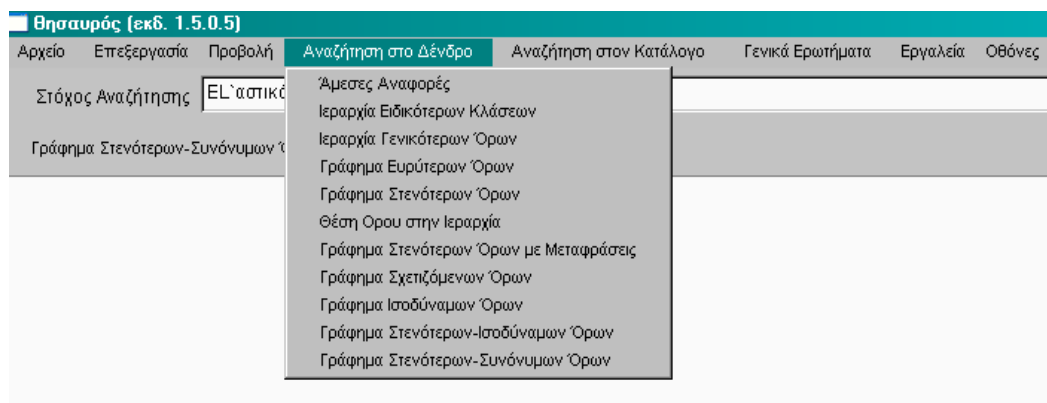 Θησαυρός (εκδ. 1.5.0.5)
Αρχείο Επεξεργασία Προβολή Αναζήτηση στο Δένδρο Αναζήτηση στον Κατάλογο Γενικά Ερωτήματα Εργαλεία Οθόνες
Στόχος Αναζήτησης EL`αστικά
Γράφημα Στενότερων-Συνόνυμων
Άμεσες Αναφορές
Ιεραρχία Ειδικότερων Κλάσεων
Ιεραρχία Γενικότερων Όρων
Γράφημα Ευρύτερων Όρων
Γράφημα Στενότερων Όρων
Θέση Ορου στην Ιεραρχία
Γράφημα Στενότερων Όρων με Μεταφράσεις
Γράφημα Σχετιζόμενων Όρων
Γράφημα Ισοδύναμων Όρων
Γράφημα Στενότερων-Ισοδύναμων Όρων
Γράφημα Στενότερων-Συνόνυμων Όρων